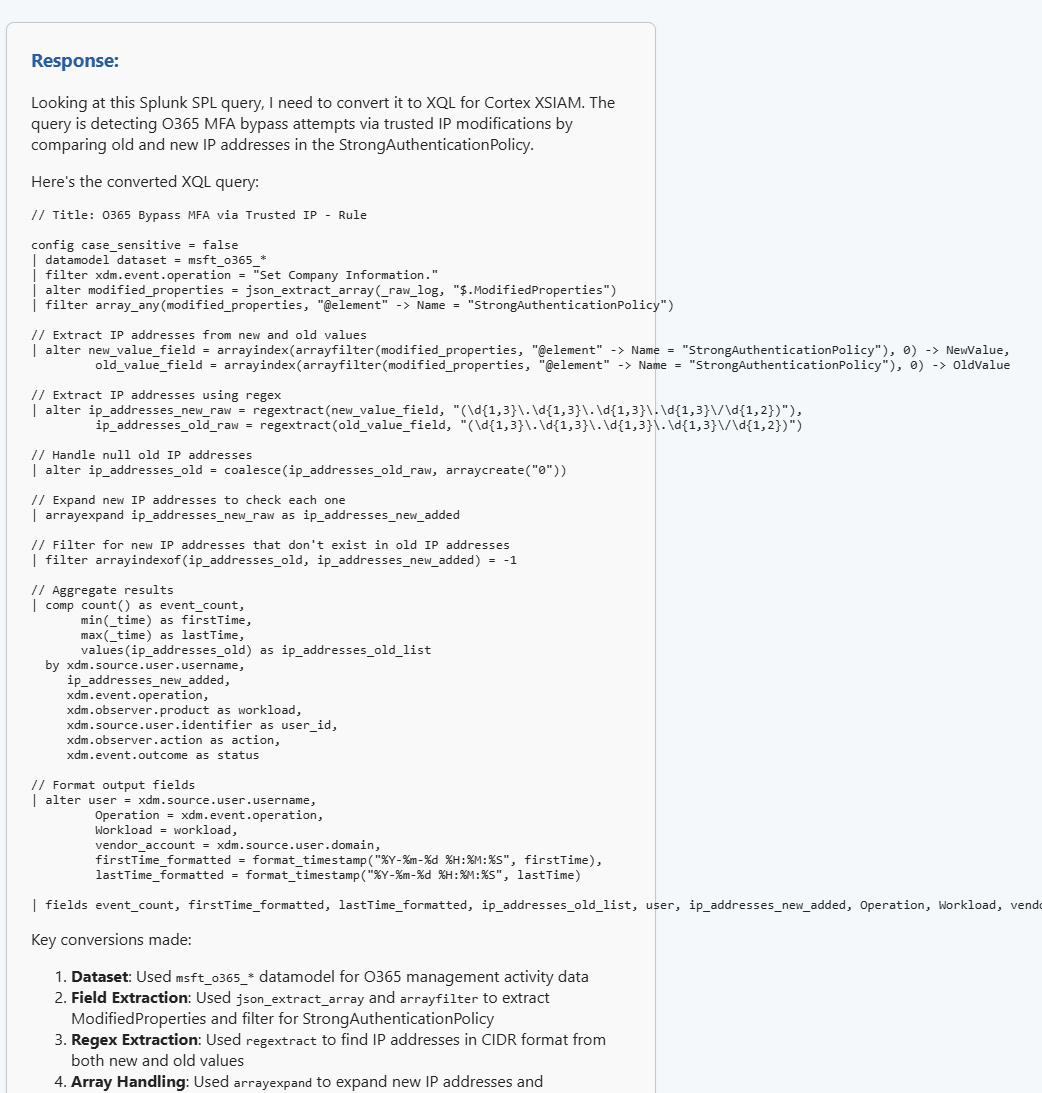 Response:
Looking at this Splunk SPL query, I need to convert it to XQL for Cortex XSIAM. The
query is detecting O365 MFA bypass attempts via trusted IP modifications by
comparing old and new IP addresses in the StrongAuthenticationPolicy.
Here's the converted XQL query:
// Title: O365 Bypass MFA via Trusted IP - Rule
config case_sensitive = false
| datamodel dataset = msft_o365_*
| filter xdm.event.operation = "Set Company Information."
| alter modified_properties = json_extract_array(_raw_log, "$.ModifiedProperties")
| filter array_any(modified_properties, "@element" -> Name = "StrongAuthenticationPolicy")
// Extract IP addresses from new and old values
| alter new_value_field = arrayindex(arrayfilter(modified_properties, "@element" -> Name = "StrongAuthenticationPolicy"), 0) -> NewValue,
old_value_field = arrayindex(arrayfilter(modified_properties, "@element" -> Name = "StrongAuthenticationPolicy"), 0) -> OldValue
// Extract IP addresses using regex
| alter ip_addresses_new_raw = regextract(new_value_field, "(\d{1,3}\.\d{1,3}\.\d{1,3}\.\d{1,3}\/\d{1,2})"),
ip_addresses_old_raw = regextract(old_value_field, "(\d{1,3}\.\d{1,3}\.\d{1,3}\.\d{1,3}\/\d{1,2})")
// Handle null old IP addresses
| alter ip_addresses_old = coalesce(ip_addresses_old_raw, arraycreate("0"))
// Expand new IP addresses to check each one
| arrayexpand ip_addresses_new_raw as ip_addresses_new_added
// Filter for new IP addresses that don't exist in old IP addresses
| filter arrayindexof(ip_addresses_old, ip_addresses_new_added) = -1
// Aggregate results
| comp count() as event_count,
min(_time) as firstTime,
max(_time) as lastTime,
values(ip_addresses_old) as ip_addresses_old_list
by xdm.source.user.username,
ip_addresses_new_added,
xdm.event.operation,
xdm.observer.product as workload,
xdm.source.user.identifier as user_id,
xdm.observer.action as action,
xdm.event.outcome as status
// Format output fields
| alter user = xdm.source.user.username,
Operation = xdm.event.operation,
Workload = workload,
vendor_account = xdm.source.user.domain,
firstTime_formatted = format_timestamp("%Y-%m-%d %H:%M:%S", firstTime),
lastTime_formatted = format_timestamp("%Y-%m-%d %H:%M:%S", lastTime)
| fields event_count, firstTime_formatted, lastTime_formatted, ip_addresses_old_list, user, ip_addresses_new_added, Operation, Workload,
Key conversions made:
1. Dataset: Used msft_o365_* datamodel for O365 management activity data
2. Field Extraction: Used json_extract_array and arrayfilter to extract
ModifiedProperties and filter for StrongAuthenticationPolicy
3. Regex Extraction: Used regextract to find IP addresses in CIDR format from
both new and old values
4. Array Handling: Used arrayexpand to expand new IP addresses and